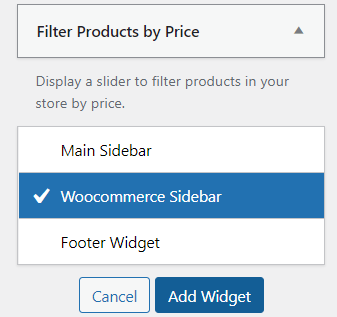 Filter Products by Price
Display a slider to filter products in your
store by price.
Main Sidebar
Woocommerce Sidebar
Footer Widget
Cancel Add Widget